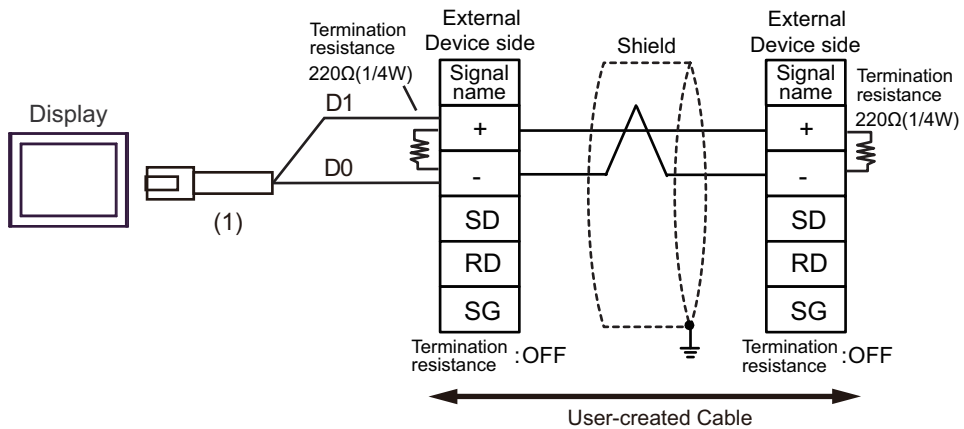 Display
(1)
Termination
resistance
220Ω(1/4W)
D1
D0
External
Device side
Signal
name
+
-
SD
RD
SG
Termination
resistance :OFF
Shield
External
Device side
Signal
name
+
-
SD
RD
SG
Termination
resistance :OFF
Termination
resistance
220Ω(1/4W)
User-created Cable